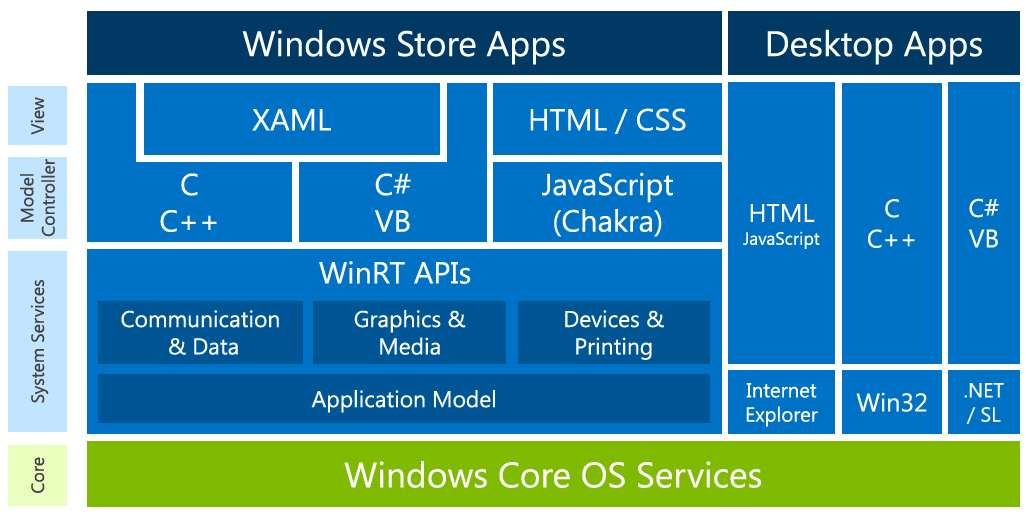 Windows Store Apps
Desktop Apps
View
XAML
HTML / CSS
Model
Controller
C
C++
C#
VB
JavaScript
(Chakra)
HTML
JavaScript
C
C++
C#
VB
System Services
WinRT APIs
Communication
& Data
Graphics &
Media
Devices &
Printing
Application Model
Internet
Explorer
Win32
.NET
/ SL
Core
Windows Core OS Services